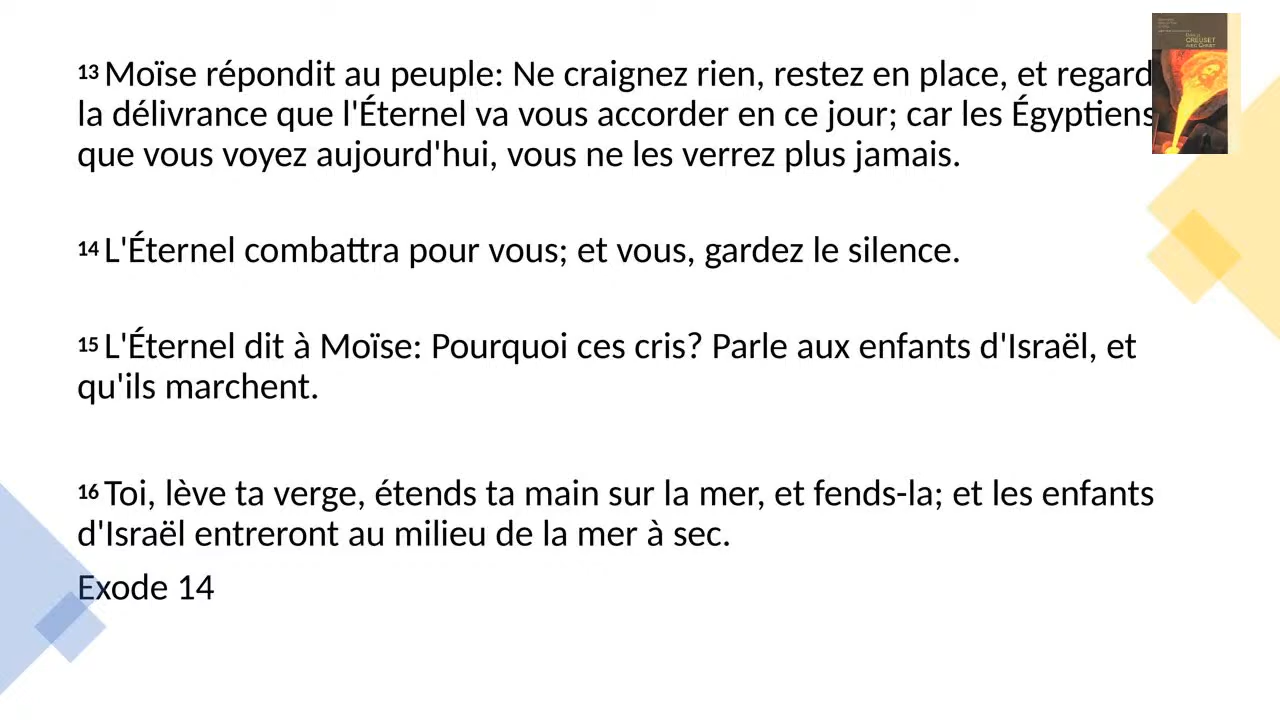 13 Moïse répondit au peuple: Ne craignez rien, restez en place, et regard
la délivrance que l'Éternel va vous accorder en ce jour; car les Égyptiens
que vous voyez aujourd'hui, vous ne les verrez plus jamais.
14 L'Éternel combattra pour vous; et vous, gardez le silence.
15 L'Éternel dit à Moïse: Pourquoi ces cris? Parle aux enfants d'Israël, et
qu'ils marchent.
16 Toi, lève ta verge, étends ta main sur la mer, et fends-la; et les enfants
d'Israël entreront au milieu de la mer à sec.
Exode 14
CREUSET
AVEC CHRIST